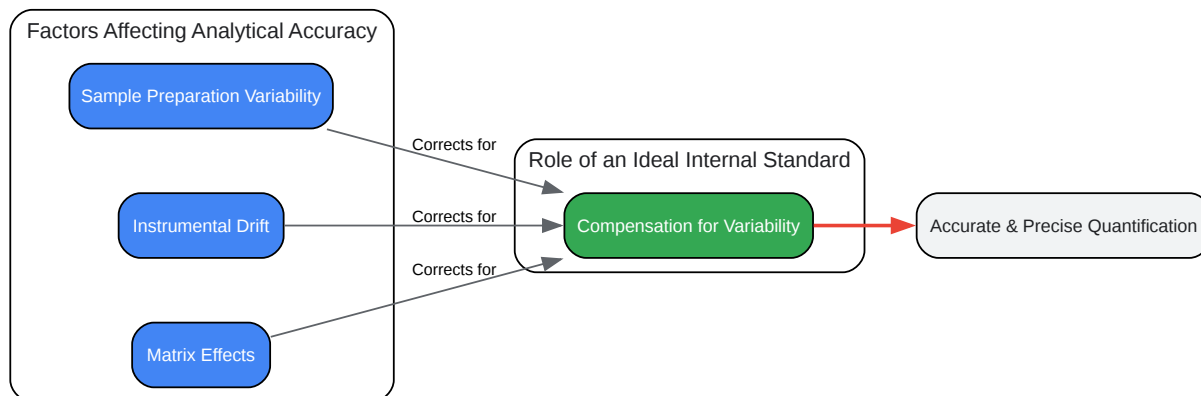 Factors Affecting Analytical Accuracy
Sample Preparation Variability
Corrects for
Role of an Ideal Internal Standard
Instrumental Drift
Corrects for
Compensation for Variability
Accurate & Precise Quantification
Corrects for
Matrix Effects